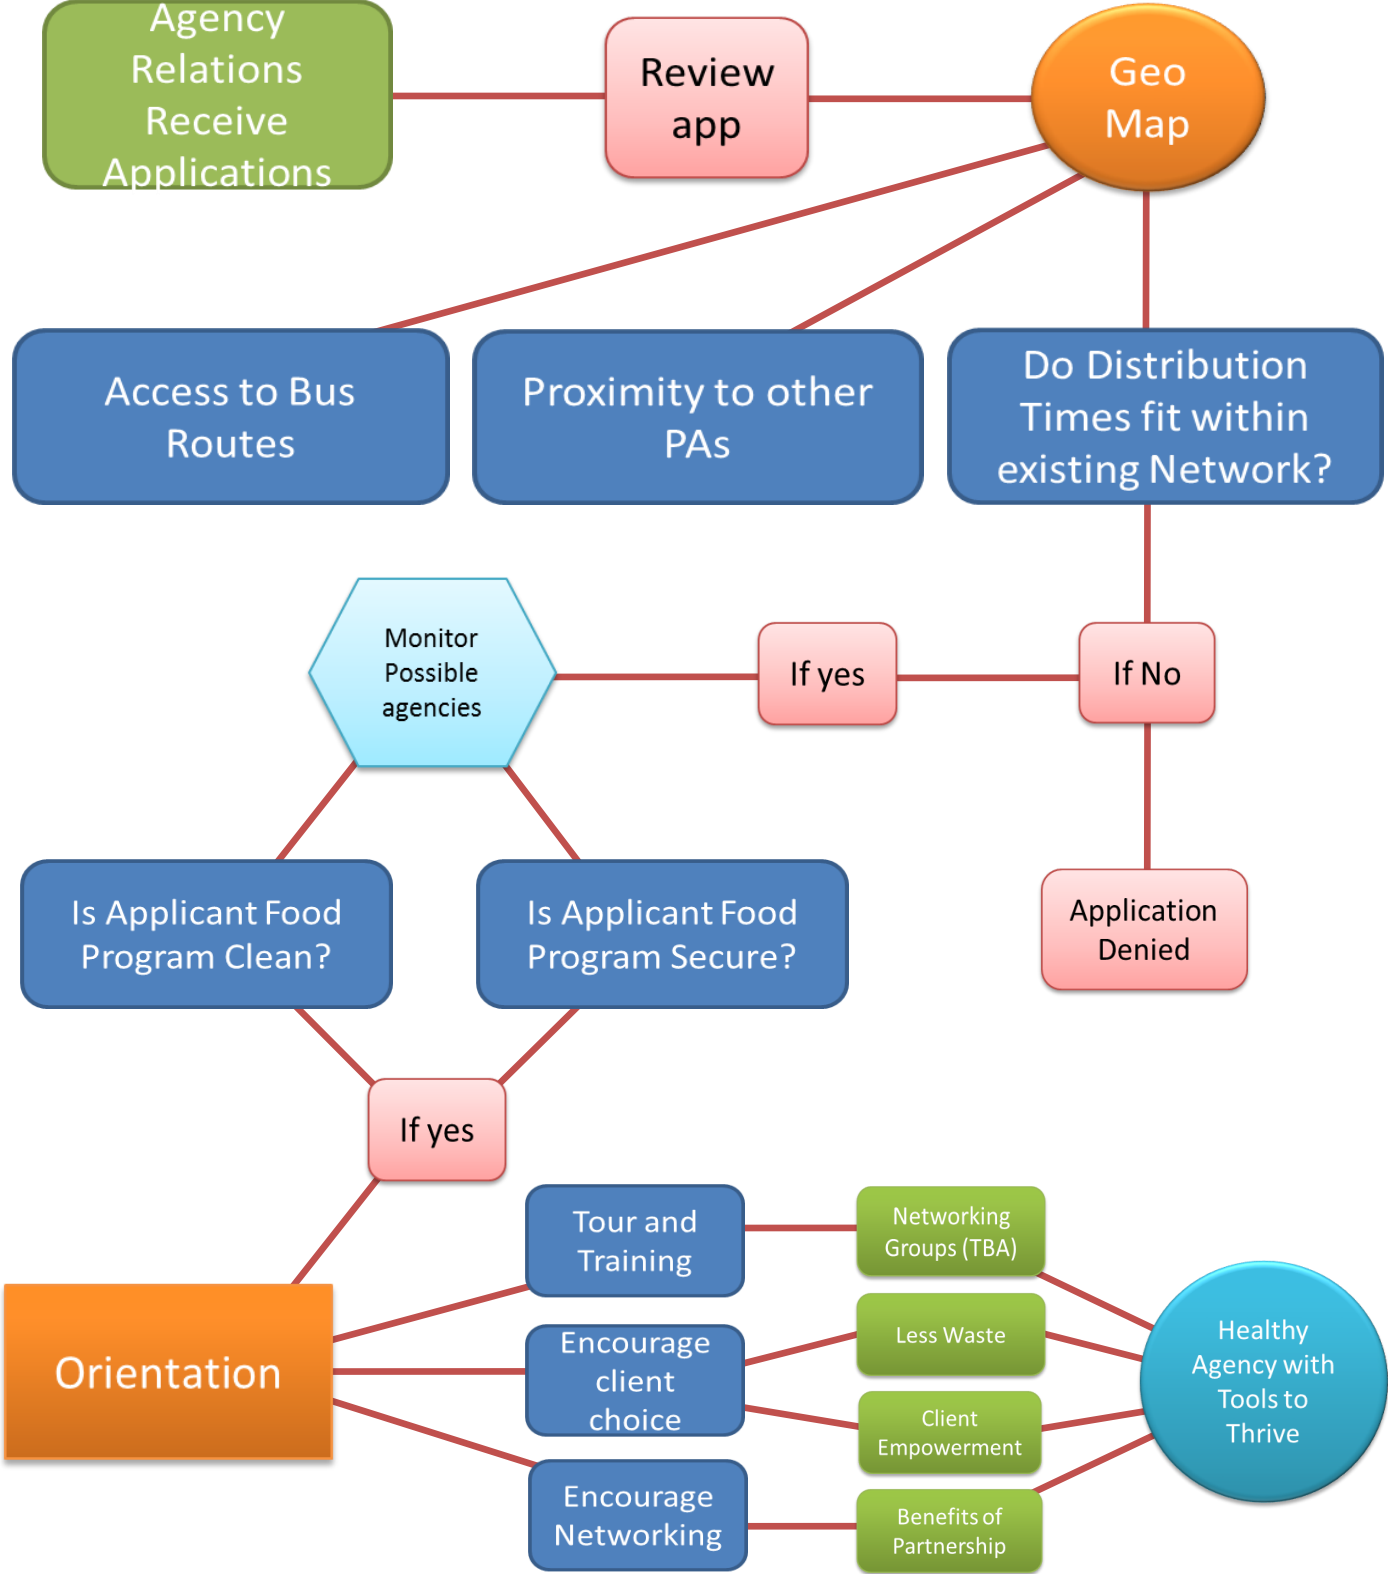 Agency
Relations
Receive
Applications
Review
app
Geo
Map
Access to Bus
Routes
Proximity to other
PAs
Do Distribution
Times fit within
existing Network?
Monitor
Possible
agencies
If yes
If No
Is Applicant Food
Program Clean?
Is Applicant Food
Program Secure?
Application
Denied
If yes
Orientation
Tour and
Training
Encourage
client
choice
Encourage
Networking
Networking
Groups (TBA)
Less Waste
Client
Empowerment
Benefits of
Partnership
Healthy
Agency with
Tools to
Thrive